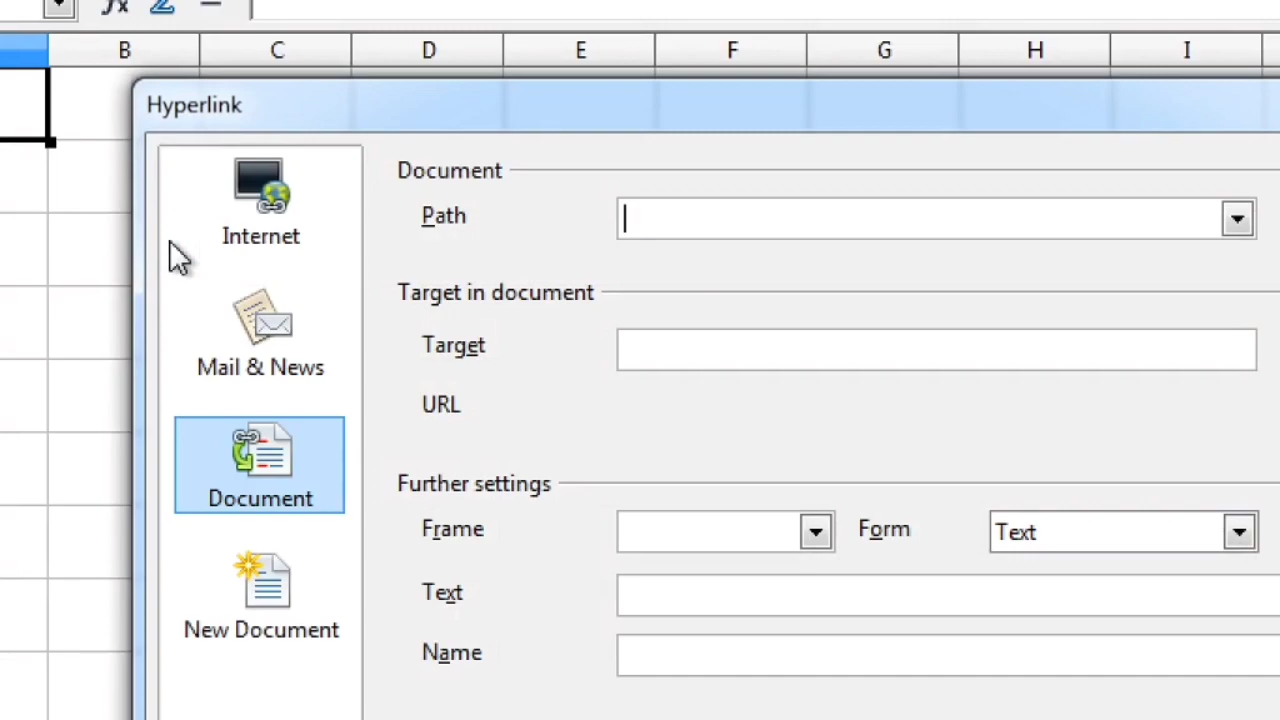 fx Σ =
B C D E F G H I
Hyperlink
Internet
Mail & News
Document
New Document
Document
Path
Target in document
Target
URL
Further settings
Frame
Form
Text
Text
Name